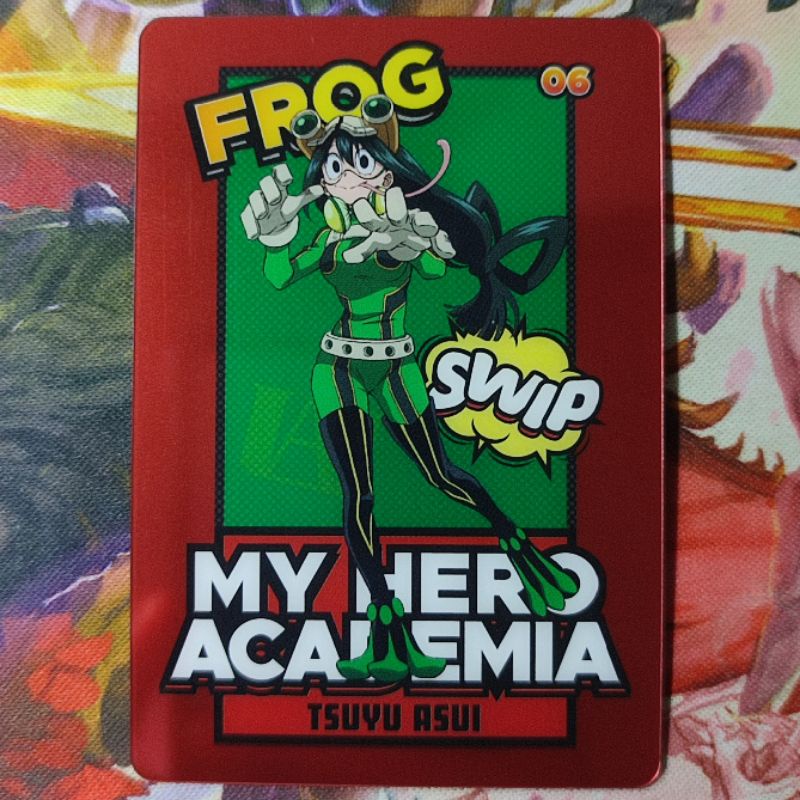 FROG
06
SWIP
MY HERO
ACADEMIA
TSUYU ASUI